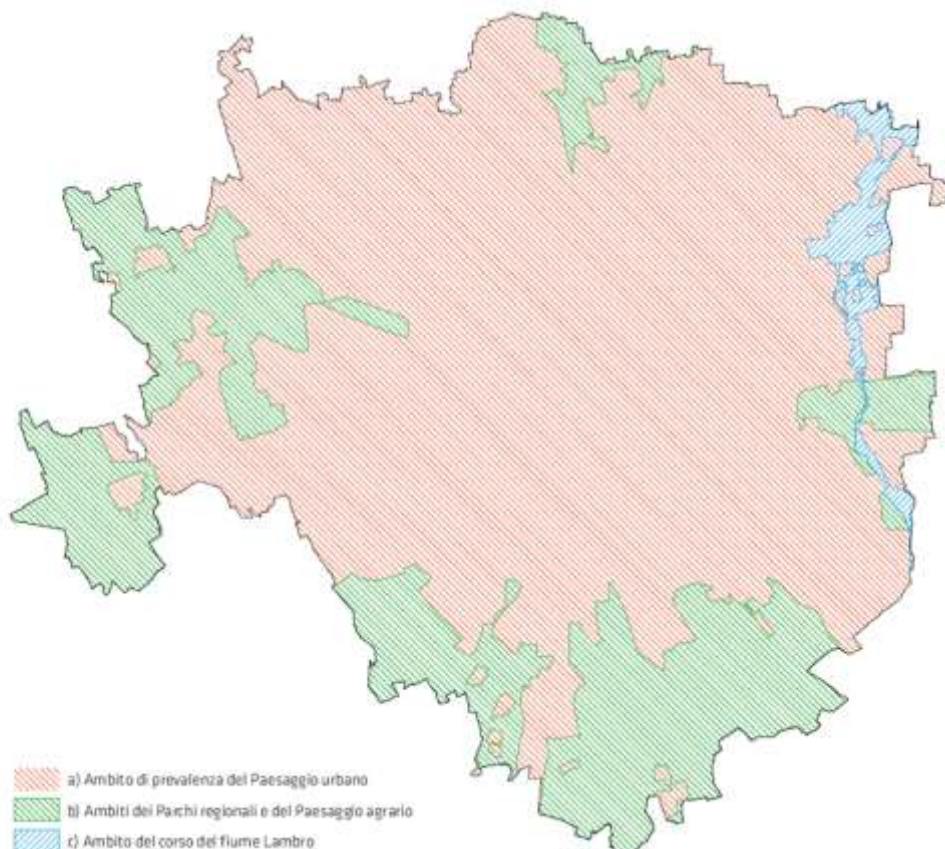 a) Ambito di prevalenza del Paesaggio urbano
b) Ambiti dei Parchi regionali e del Paesaggio agrario
c) Ambito del corso del fiume Lambro